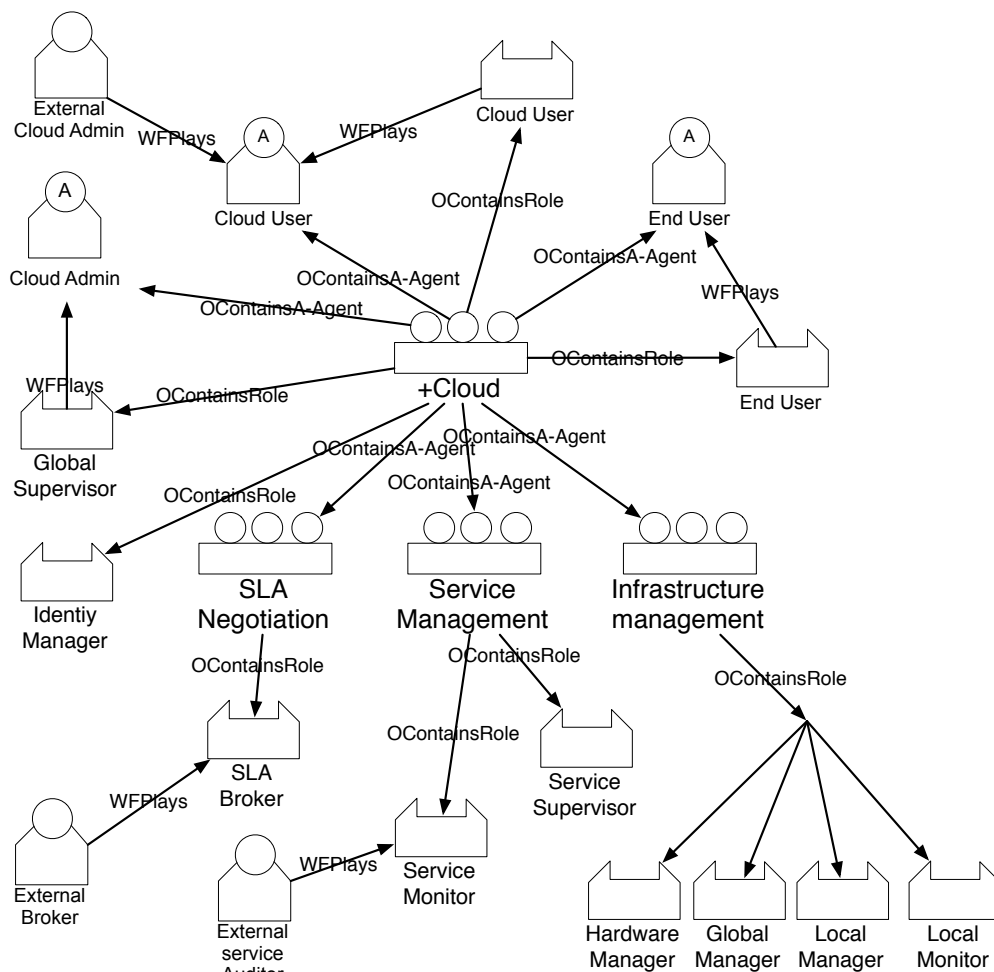 External
Cloud Admin
WFPlays
WFPlays
Cloud User
A
Cloud User
A
End User
A
Cloud Admin
OContainsRole
OContainsA-Agent
OContainsA-Agent
OContainsA-Agent
WFPlays
WFPlays
OContainsRole
OContainsRole
+Cloud
End User
Global
Supervisor
OContainsA-Agent
OContainsA-Agent
OContainsA-Agent
OContainsRole
Identiy
Manager
SLA
Negotiation
Service
Management
Infrastructure
management
OContainsRole
OContainsRole
OContainsRole
OContainsRole
SLA
Broker
Service
Supervisor
WFPlays
External
Broker
WFPlays
Service
Monitor
External
service
Auditor
Hardware
Manager
Global
Manager
Local
Manager
Local
Monitor